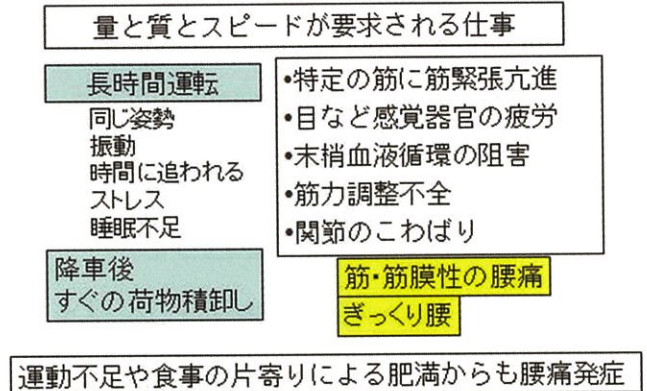 量と質とスピードが要求される仕事
長時間運転
同じ姿勢
振動
時間に追われる
ストレス
睡眠不足
降車後
すぐの荷物積卸し
•特定の筋に筋緊張亢進
•目など感覚器官の疲労
•末梢血液循環の阻害
•筋力調整不全
•関節のこわばり
筋・筋膜性の腰痛
ぎっくり腰
運動不足や食事の片寄りによる肥満からも腰痛発症